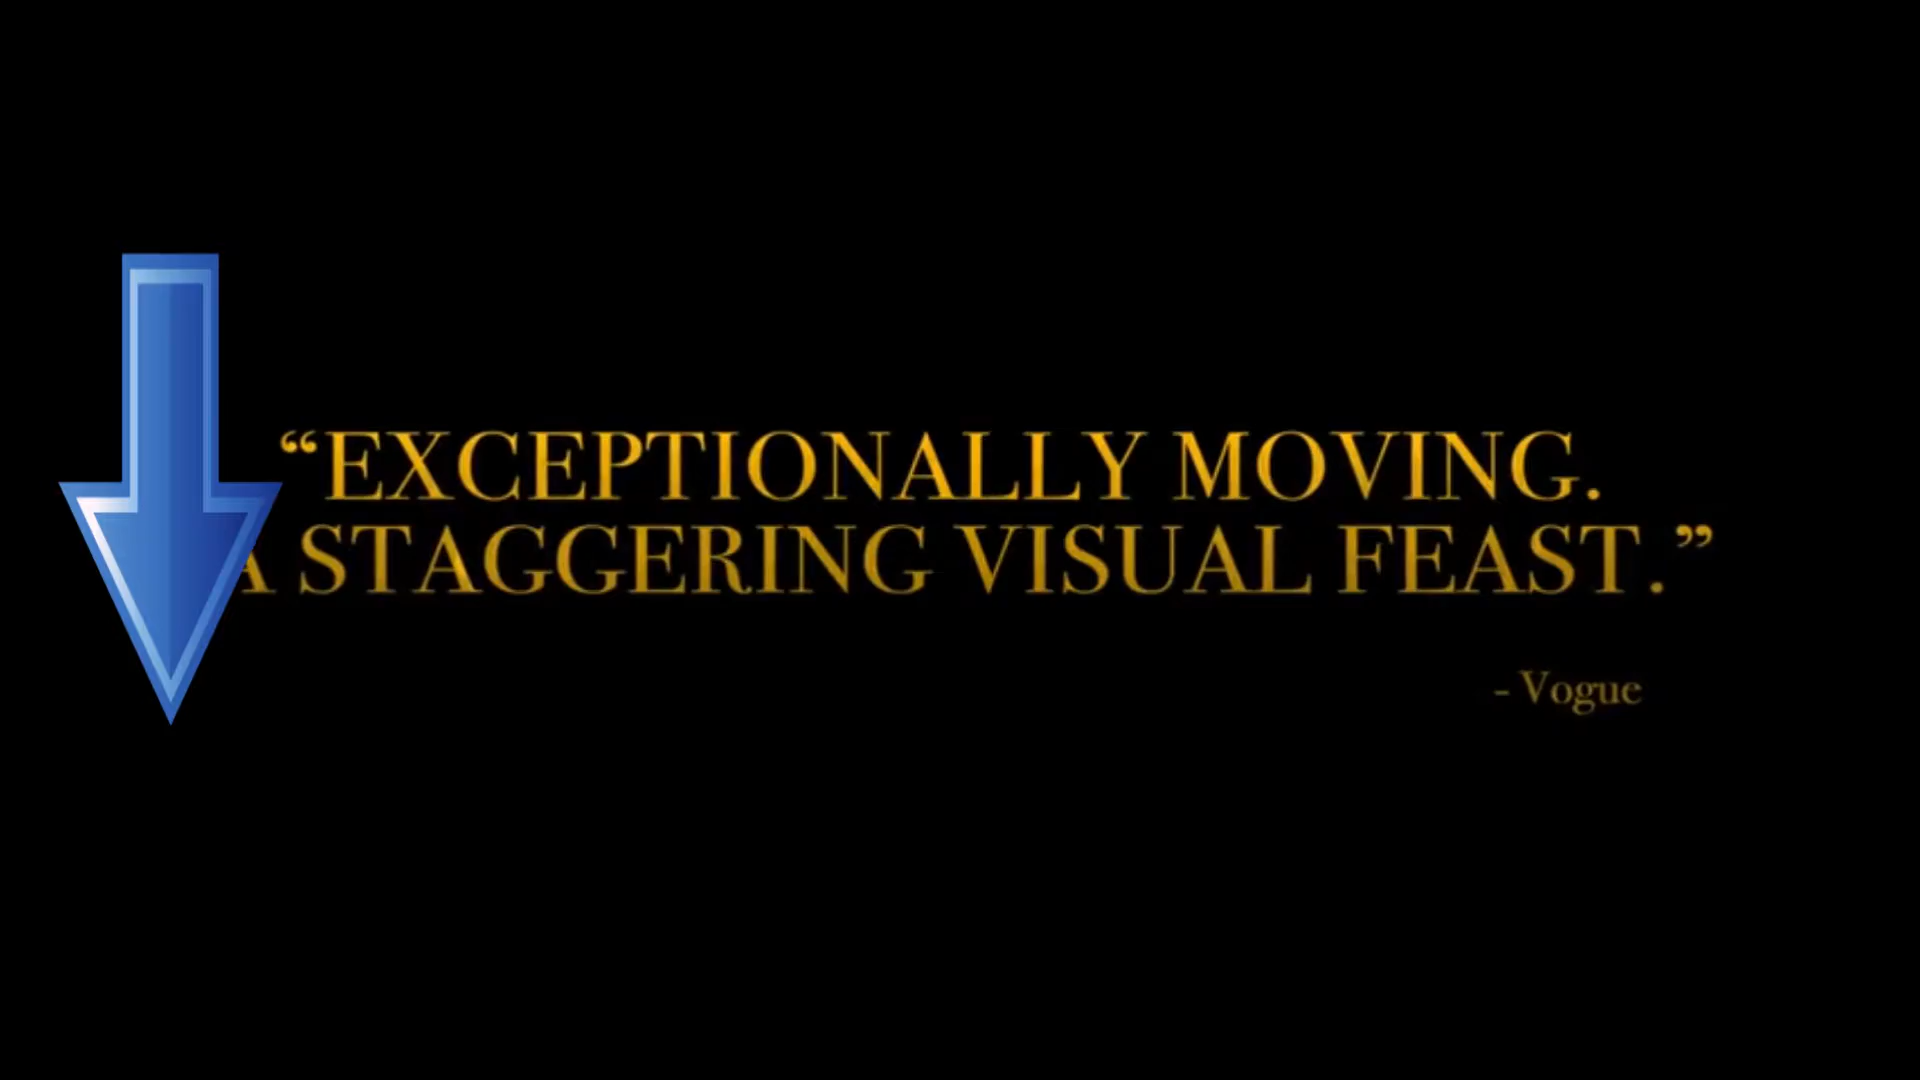 “EXCEPTIONALLY MOVING.
A STAGGERING VISUAL FEAST.”
- Vogue